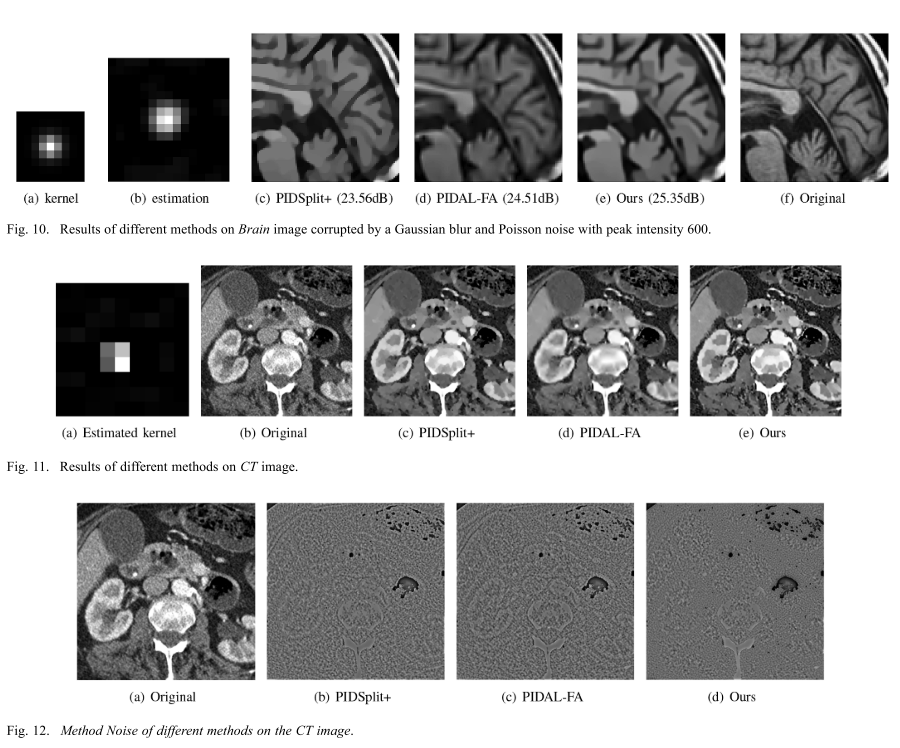 (a) kernel (b) estimation (c) PIDSplit+ (23.56dB) (d) PIDAL-FA (24.51dB) (e) Ours (25.35dB) (f) Original
Fig. 10. Results of different methods on Brain image corrupted by a Gaussian blur and Poisson noise with peak intensity 600.
(a) Estimated kernel (b) Original (c) PIDSplit+ (d) PIDAL-FA (e) Ours
Fig. 11. Results of different methods on CT image.
(a) Original (b) PIDSplit+ (c) PIDAL-FA (d) Ours
Fig. 12. Method Noise of different methods on the CT image.